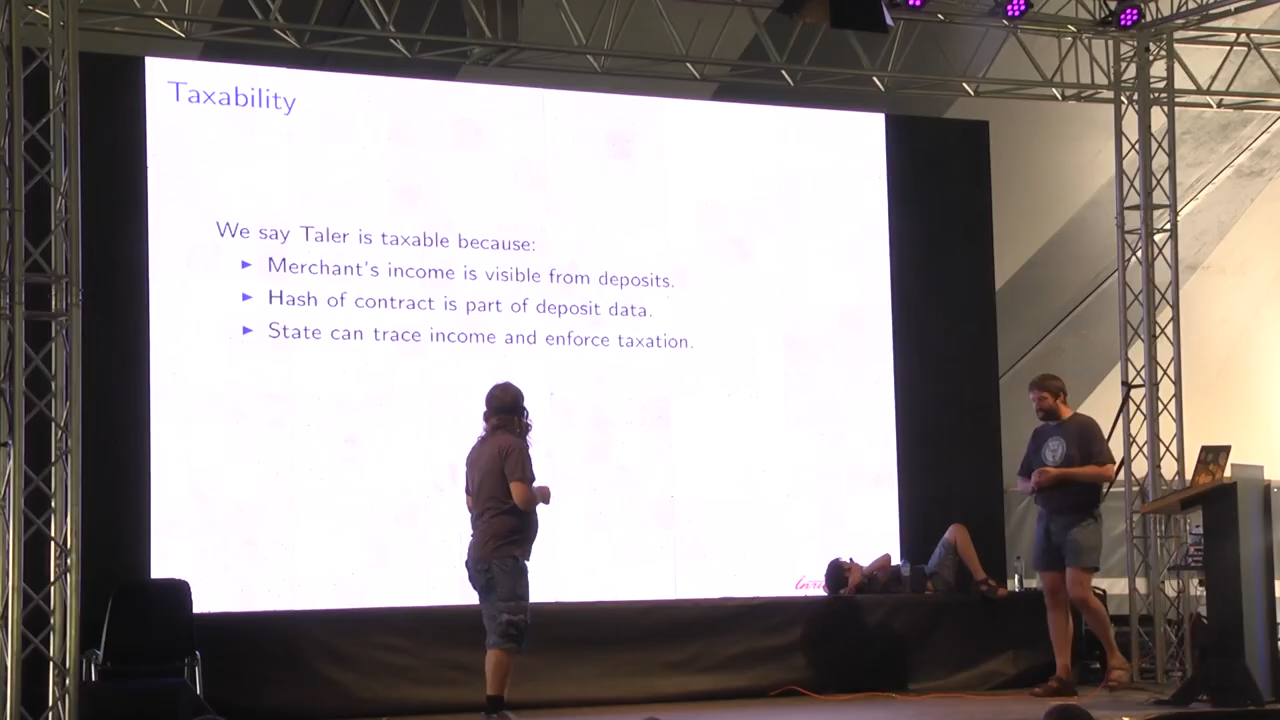 Taxability
We say Taler is taxable because:
▶ Merchant's income is visible from deposits.
▶ Hash of contract is part of deposit data.
▶ State can trace income and enforce taxation.